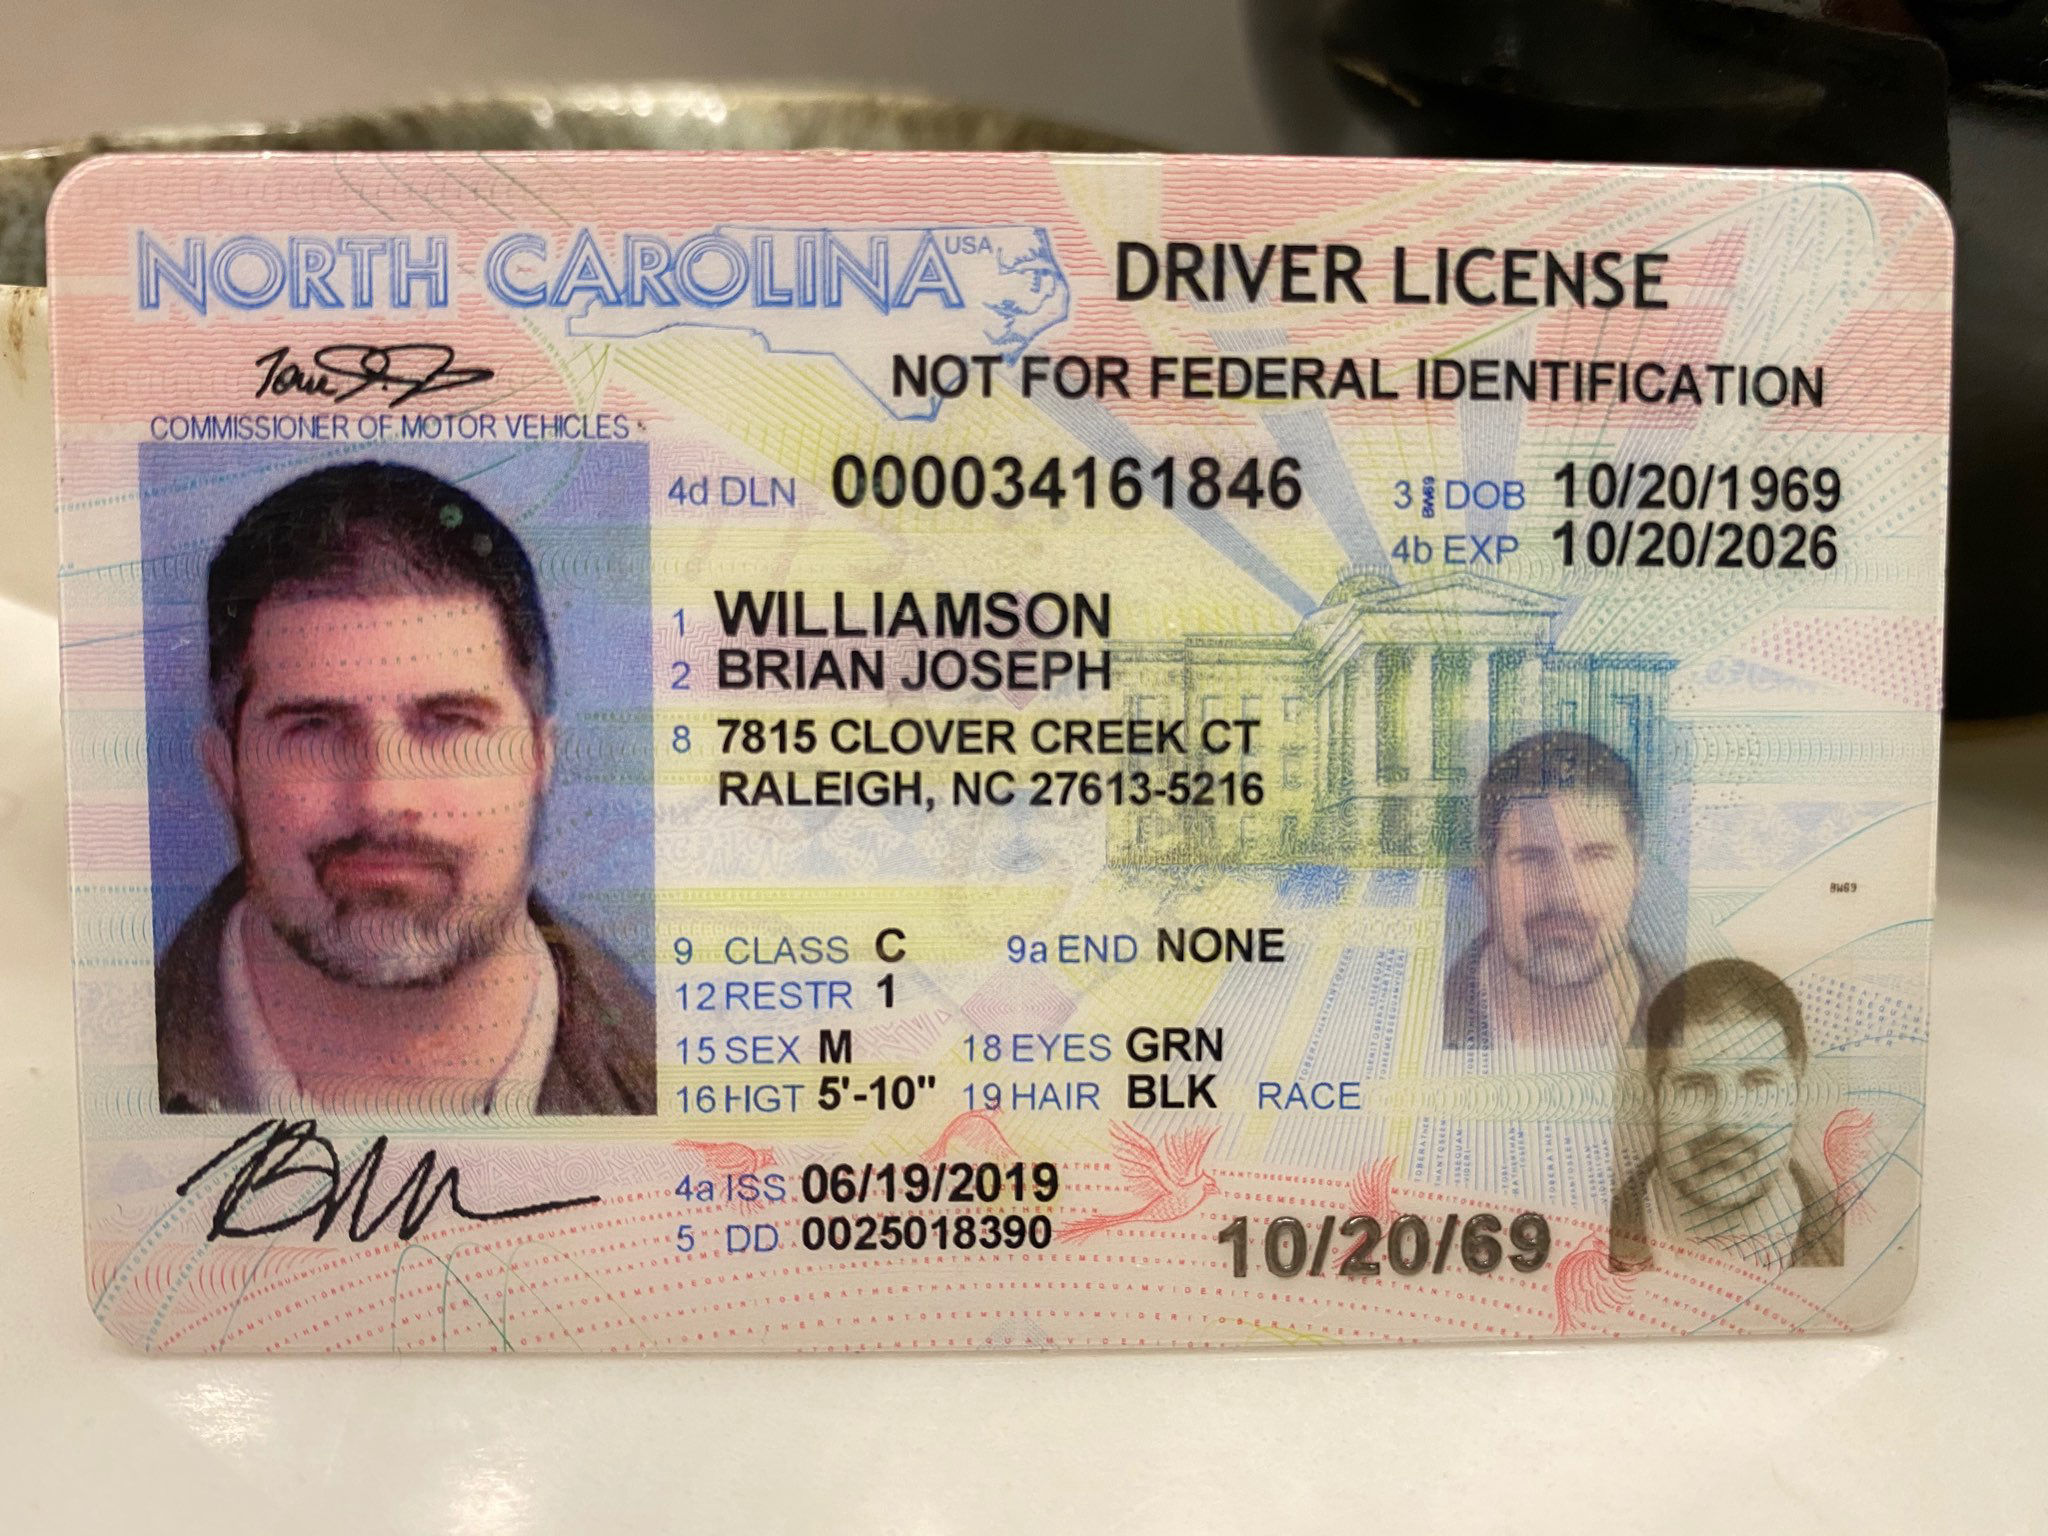 NORTH CAROLINA USA DRIVER LICENSE
NOT FOR FEDERAL IDENTIFICATION
COMMISSIONER OF MOTOR VEHICLES
4d DLN 000034161846 3 DOB 10/20/1969
4b EXP 10/20/2026
1 WILLIAMSON
2 BRIAN JOSEPH
8 7815 CLOVER CREEK CT
RALEIGH, NC 27613-5216
BW69
9 CLASS C 9a END NONE
12 RESTR 1
15 SEX M 18 EYES GRN
16 HGT 5'-10" 19 HAIR BLK RACE
4a ISS 06/19/2019
5 DD 0025018390
10/20/69